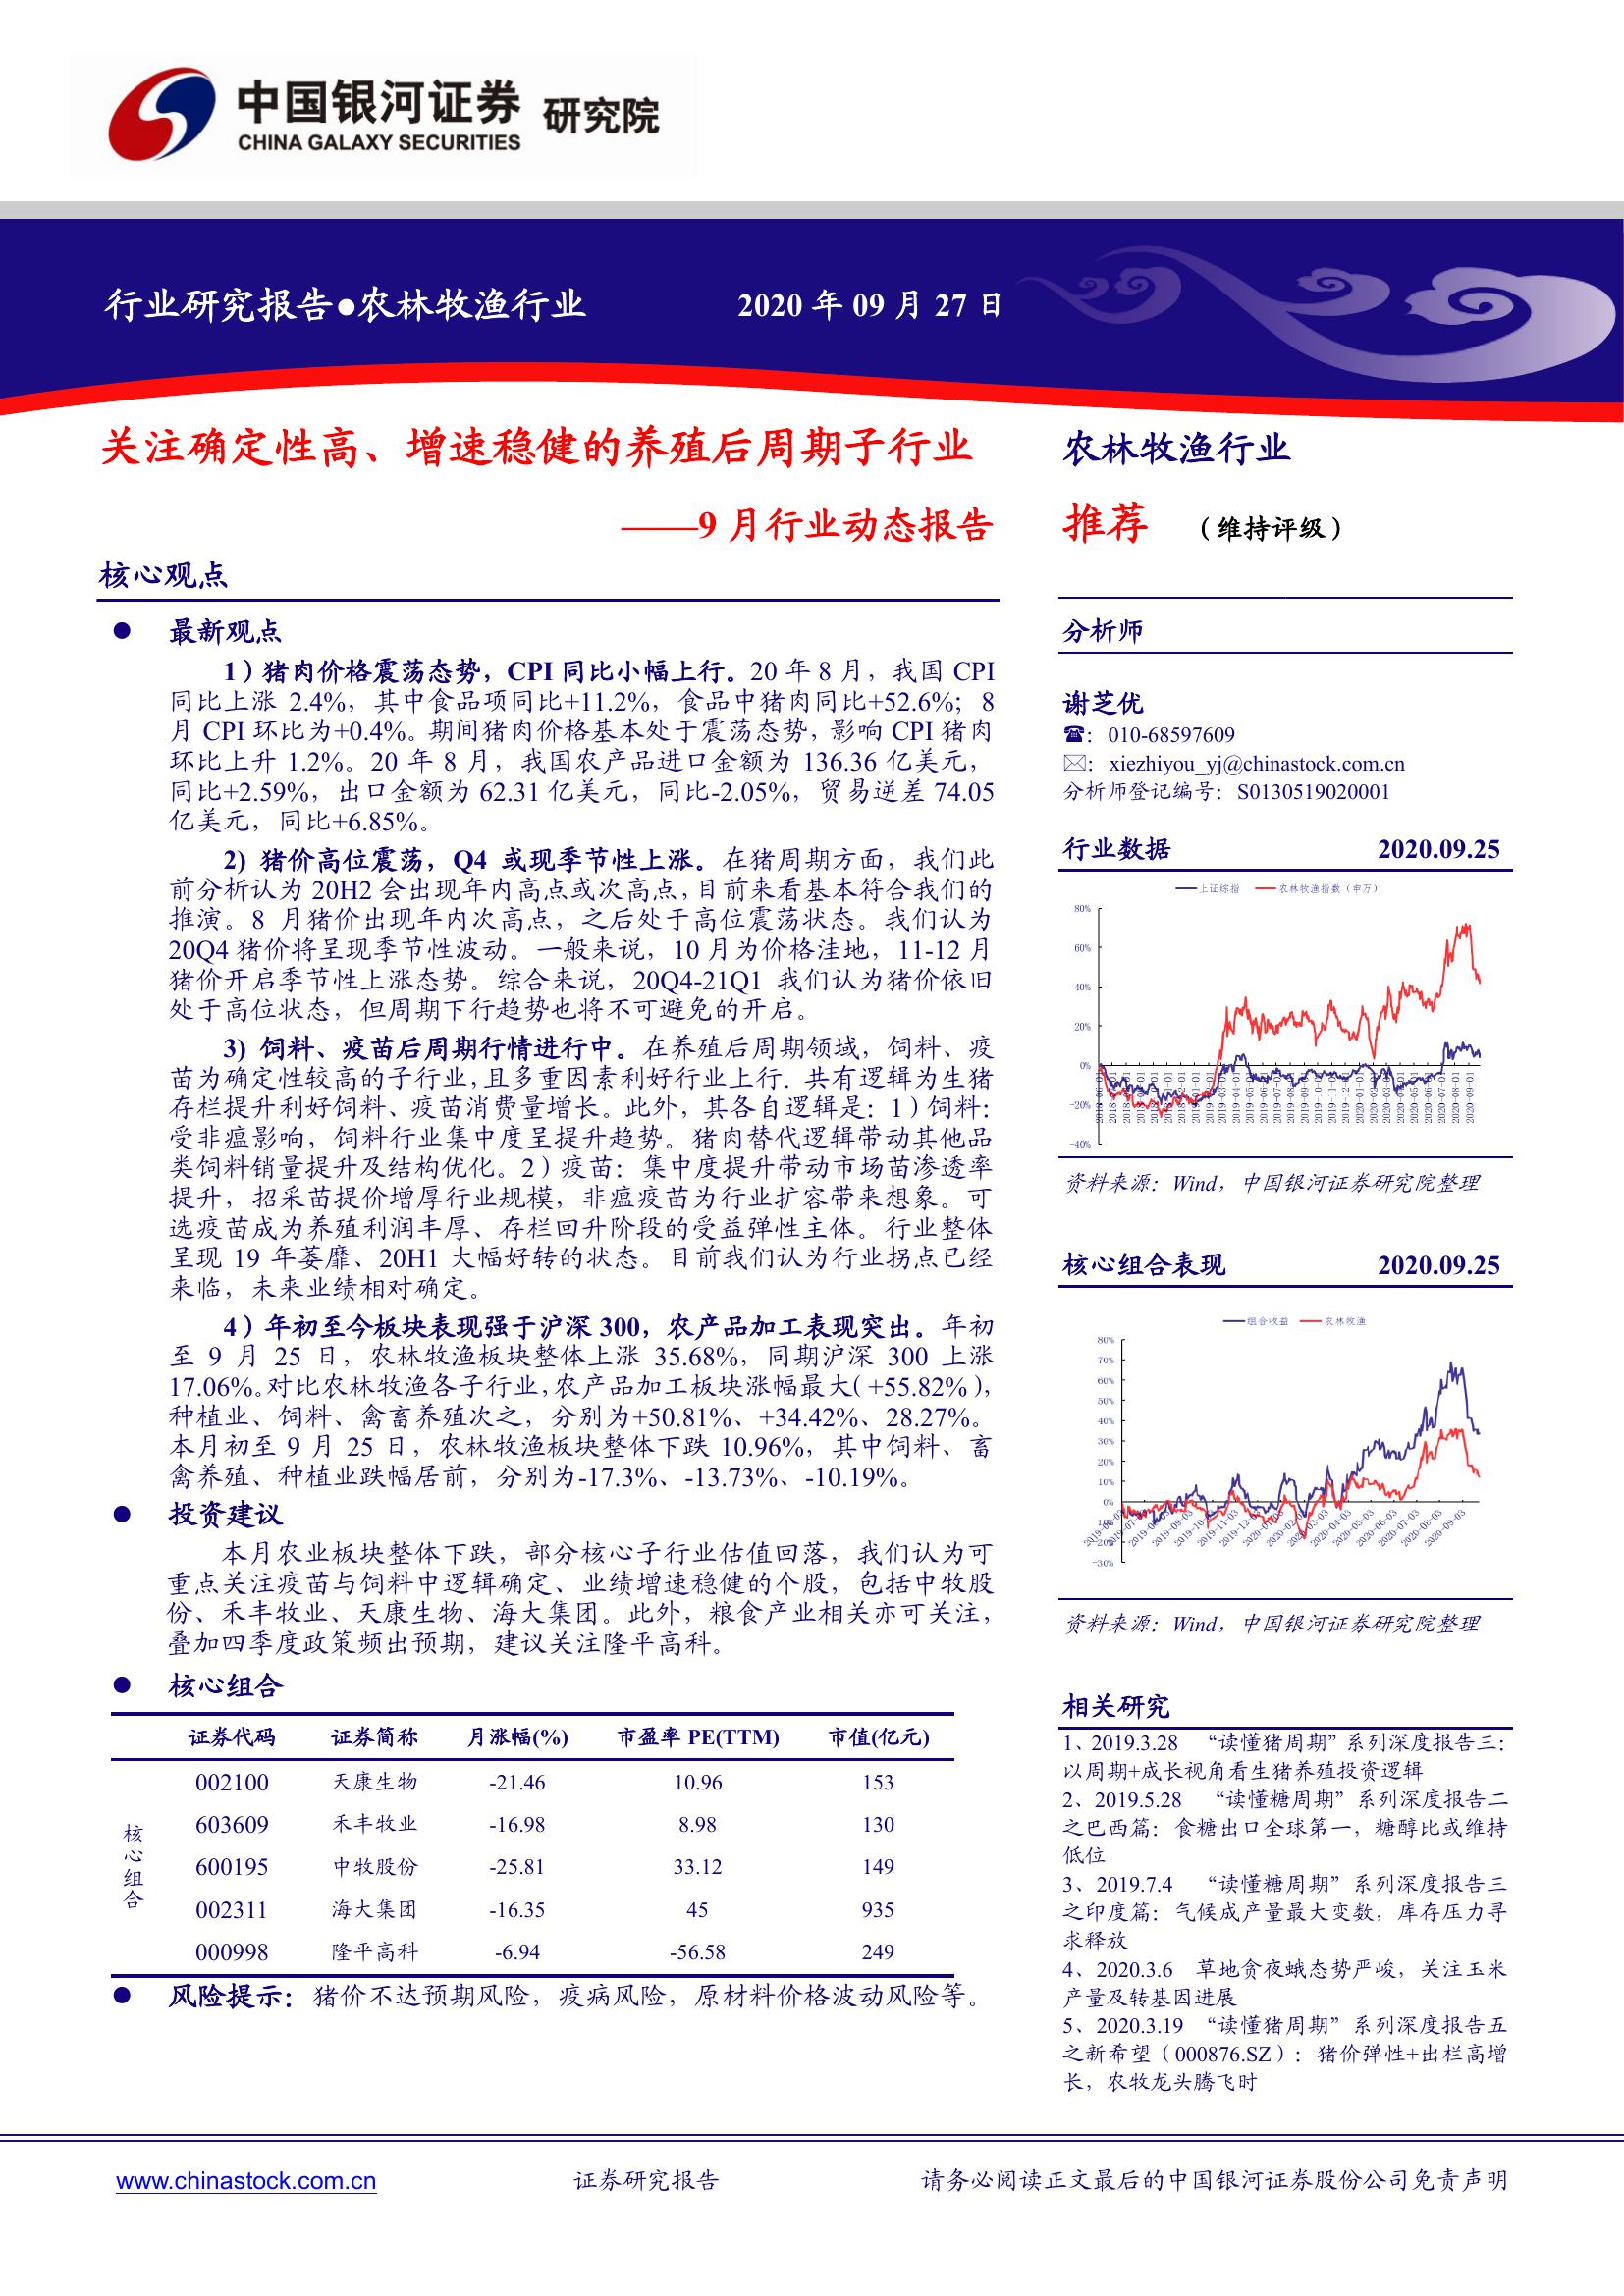 中国银河证券 研究院
CHINA GALAXY SECURITIES
行业研究报告●农林牧渔行业 2020 年 09 月 27 日
关注确定性高、增速稳健的养殖后周期子行业
——9 月行业动态报告
核心观点
● 最新观点
1）猪肉价格震荡态势，CPI 同比小幅上行。20 年 8 月，我国 CPI
同比上涨 2.4%，其中食品项同比+11.2%，食品中猪肉同比+52.6%；8
月 CPI 环比为+0.4%。期间猪肉价格基本处于震荡态势，影响 CPI 猪肉
环比上升 1.2%。20 年 8 月，我国农产品进口金额为 136.36 亿美元，
同比+2.59%，出口金额为 62.31 亿美元，同比-2.05%，贸易逆差 74.05
亿美元，同比+6.85%。
2）猪价高位震荡，Q4 或现季节性上涨。在猪周期方面，我们此
前分析认为 20H2 会出现年内高点或次高点，目前来看基本符合我们的
推演。8 月猪价出现年内次高点，之后处于高位震荡状态。我们认为
20Q4 猪价将呈现季节性波动。一般来说，10 月为价格洼地，11-12 月
猪价开启季节性上涨态势。综合来说，20Q4-21Q1 我们认为猪价依旧
处于高位状态，但周期下行趋势也将不可避免的开启。
3) 饲料、疫苗后周期行情进行中。在养殖后周期领域，饲料、疫
苗为确定性较高的子行业,且多重因素利好行业上行. 共有逻辑为生猪
存栏提升利好饲料、疫苗消费量增长。此外，其各自逻辑是：1）饲料：
受非瘟影响，饲料行业集中度呈提升趋势。猪肉替代逻辑带动其他品
类饲料销量提升及结构优化。2）疫苗：集中度提升带动市场苗渗透率
提升，招采苗提价增厚行业规模，非瘟疫苗为行业扩容带来想象。可
选疫苗成为养殖利润丰厚、存栏回升阶段的受益弹性主体。行业整体
呈现 19 年萎靡、20H1 大幅好转的状态。目前我们认为行业拐点已经
来临，未来业绩相对确定。
4）年初至今板块表现强于沪深 300，农产品加工表现突出。年初
至 9 月 25 日，农林牧渔板块整体上涨 35.68%，同期沪深 300 上涨
17.06%。对比农林牧渔各子行业，农产品加工板块涨幅最大（+55.82%），
种植业、饲料、禽畜养殖次之，分别为+50.81%、+34.42%、28.27%。
本月初至 9 月 25 日，农林牧渔板块整体下跌 10.96%，其中饲料、畜
禽养殖、种植业跌幅居前，分别为-17.3%、-13.73%、-10.19%。
● 投资建议
本月农业板块整体下跌，部分核心子行业估值回落，我们认为可
重点关注疫苗与饲料中逻辑确定、业绩增速稳健的个股，包括中牧股
份、禾丰牧业、天康生物、海大集团。此外，粮食产业相关亦可关注，
叠加四季度政策频出预期，建议关注隆平高科。
● 核心组合
证券代码 证券简称 月涨幅(%) 市盈率 PE(TTM) 市值(亿元)
核心组合
002100 天康生物 -21.46 10.96 153
603609 禾丰牧业 -16.98 8.98 130
600195 中牧股份 -25.81 33.12 149
002311 海大集团 -16.35 45 935
000998 隆平高科 -6.94 -56.58 249
● 风险提示：猪价不达预期风险，疫病风险，原材料价格波动风险等。
农林牧渔行业
推荐 （维持评级）
分析师
谢芝优
☎：010-68597609
✉：xiezhiyou_yj@chinastock.com.cn
分析师登记编号：S0130519020001
行业数据 2020.09.25
上证综指 农林牧渔指数（申万）
80%
60%
40%
20%
0%
-20%
-40%
资料来源：Wind，中国银河证券研究院整理
核心组合表现 2020.09.25
组合收益 农林牧渔
80%
70%
60%
50%
40%
30%
20%
10%
0%
-10%
-20%
-30%
资料来源：Wind，中国银河证券研究院整理
相关研究
1、2019.3.28 “读懂猪周期”系列深度报告三：
以周期+成长视角看生猪养殖投资逻辑
2、2019.5.28 “读懂糖周期”系列深度报告二
之巴西篇：食糖出口全球第一，糖醇比或维持
低位
3、2019.7.4 “读懂糖周期”系列深度报告三
之印度篇：气候成产量最大变数，库存压力寻
求释放
4、2020.3.6 草地贪夜蛾态势严峻，关注玉米
产量及转基因进展
5、2020.3.19 “读懂猪周期”系列深度报告五
之新希望（000876.SZ）：猪价弹性+出栏高增
长，农牧龙头腾飞时
www.chinastock.com.cn 证券研究报告 请务必阅读正文最后的中国银河证券股份公司免责声明